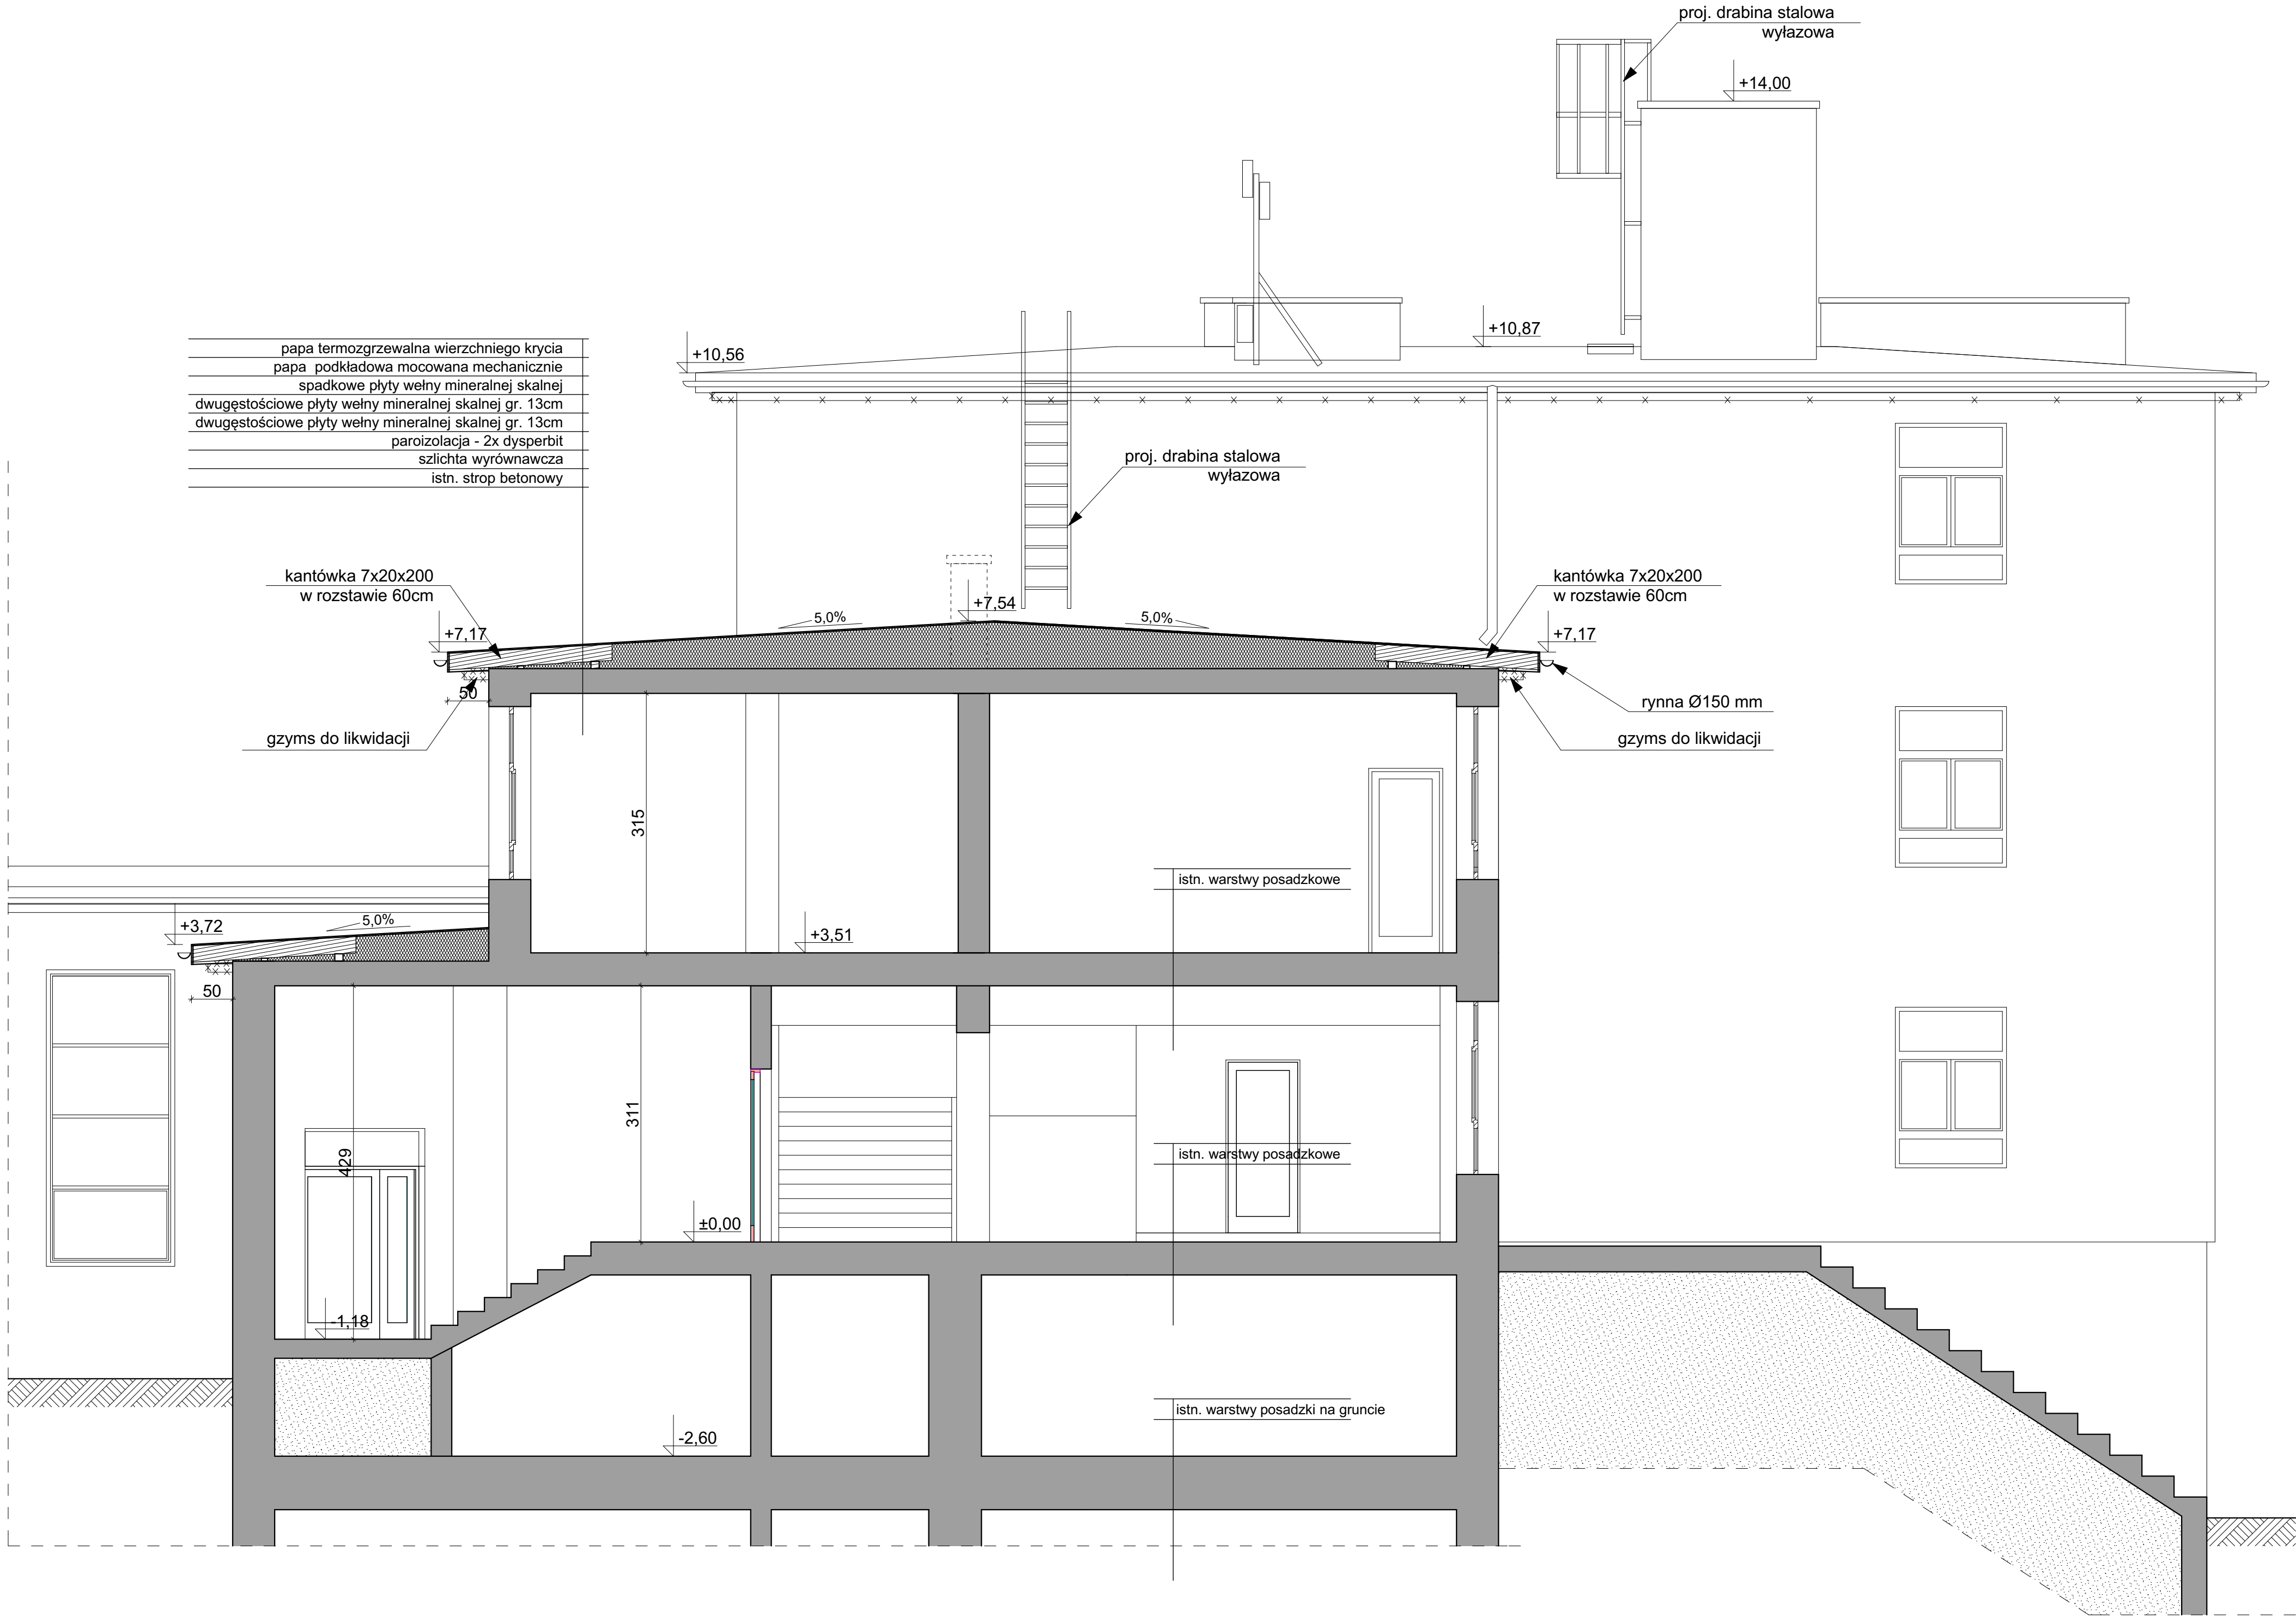 proj. drabina stalowa
wyłazowa
+14,00
+10,87
+10,56
papa termozgrzewalna wierzchniego krycia
papa podkładowa mocowana mechanicznie
spadkowe płyty wełny mineralnej skalnej
dwugęstościowe płyty wełny mineralnej skalnej gr. 13cm
dwugęstościowe płyty wełny mineralnej skalnej gr. 13cm
paroizolacja - 2x dysperbit
szlichta wyrównawcza
istn. strop betonowy
proj. drabina stalowa
wyłazowa
kantówka 7x20x200
w rozstawie 60cm
kantówka 7x20x200
w rozstawie 60cm
+7,17
5,0%
+7,54
5,0%
+7,17
50
rynna Ø150 mm
gzyms do likwidacji
gzyms do likwidacji
315
istn. warstwy posadzkowe
+3,72
5,0%
+3,51
50
311
429
istn. warstwy posadzkowe
±0,00
-1,18
istn. warstwy posadzki na gruncie
-2,60